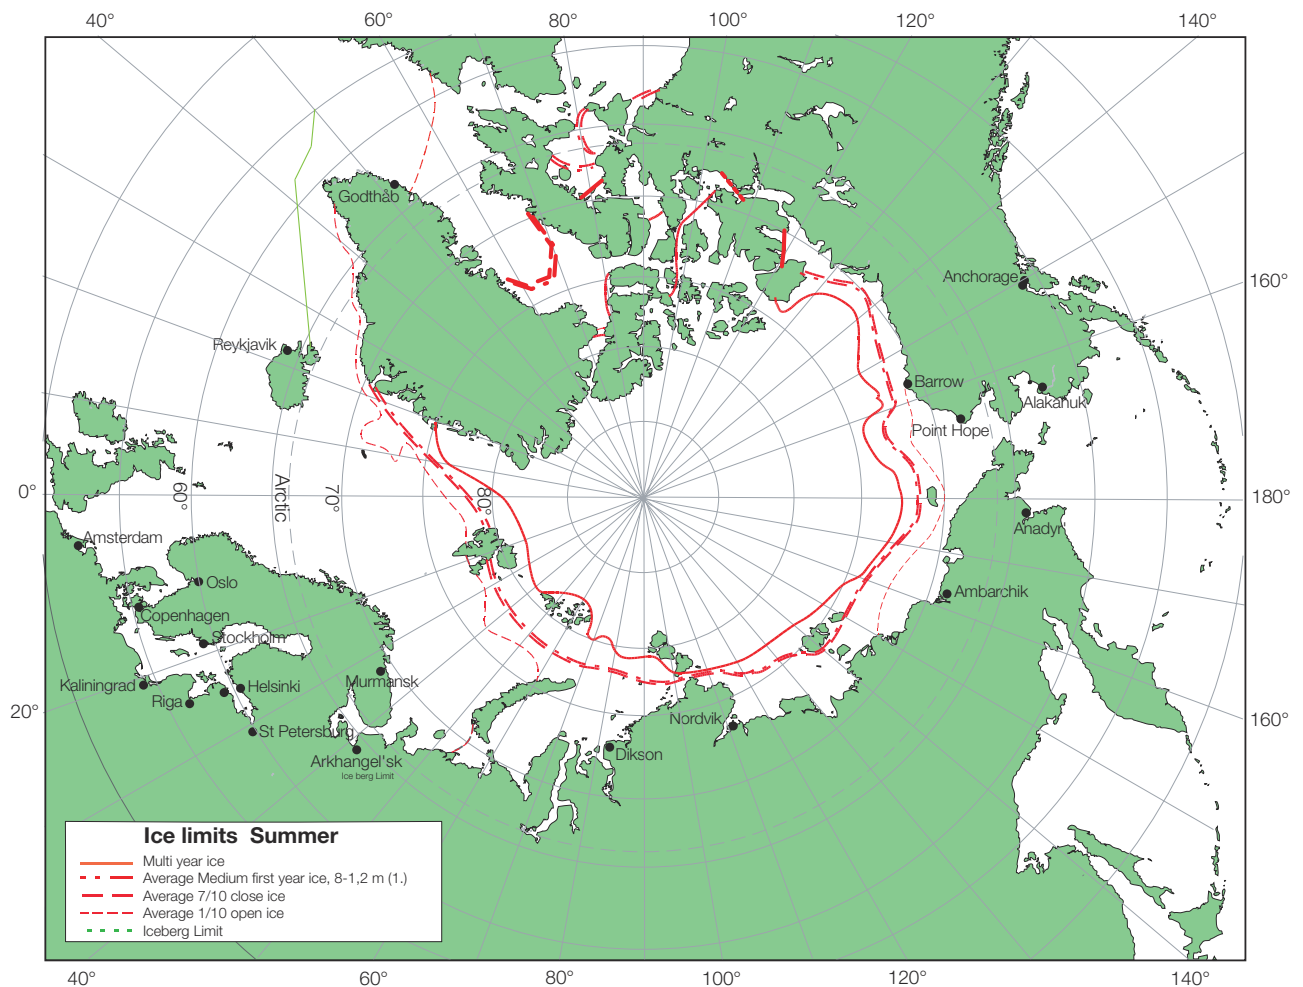 40° 60° 80° 100° 120° 140°
Godthåb
Anchorage
160°
Reykjavik
Barrow
Alakanuk
Point Hope
0°
60°
Arctic
70°
80°
180°
Anadyr
Amsterdam
Oslo
Ambarchik
Copenhagen
Stockholm
Kaliningrad
Helsinki
Murmansk
Riga
20°
Nordvik
160°
St Petersburg
Arkhangel'sk
Dikson
Ice berg Limit
Ice limits Summer
Multi year ice
Average Medium first year ice, 8-1,2 m (1.)
Average 7/10 close ice
Average 1/10 open ice
Iceberg Limit
40° 60° 80° 100° 120° 140°